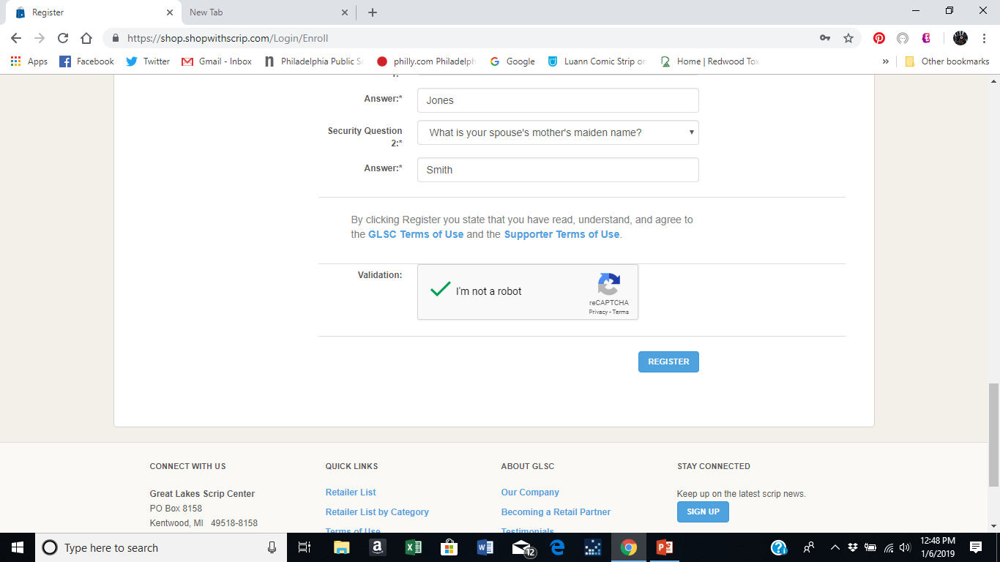 Register
New Tab
https://shop.shopwithscrip.com/Login/Enroll
Apps
Facebook
Twitter
Gmail - Inbox
Philadelphia Public Sc
philly.com Philadelph
Google
Luann Comic Strip on
Home | Redwood Tox
»
Other bookmarks
1:
Answer:*
Jones
Security Question
2:*
What is your spouse's mother's maiden name?
Answer:*
Smith
By clicking Register you state that you have read, understand, and agree to
the GLSC Terms of Use and the Supporter Terms of Use.
Validation:
I'm not a robot
reCAPTCHA
Privacy - Terms
REGISTER
CONNECT WITH US
Great Lakes Scrip Center
PO Box 8158
Kentwood, MI 49518-8158
QUICK LINKS
Retailer List
Retailer List by Category
Terms of Use
ABOUT GLSC
Our Company
Becoming a Retail Partner
Testimonials
STAY CONNECTED
Keep up on the latest scrip news.
SIGN UP
Type here to search
12
12:48 PM
1/6/2019